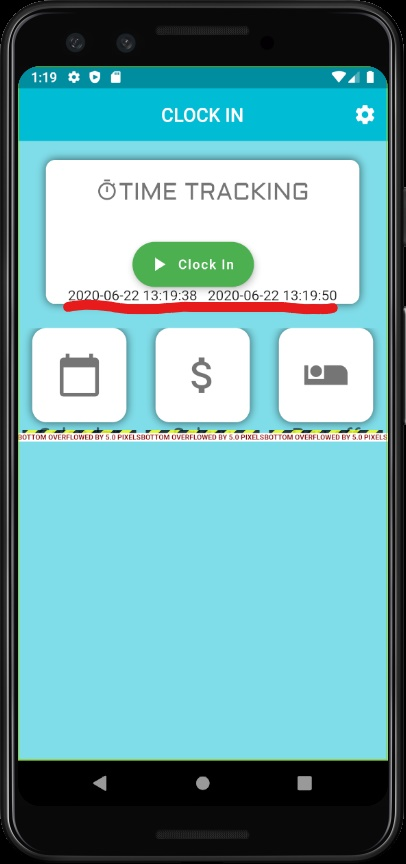 1:19
CLOCK IN
TIME TRACKING
Clock In
2020-06-22 13:19:38 2020-06-22 13:19:50
$
BOTTOM OVERFLOWED BY 5.0 PIXELSBOTTOM OVERFLOWED BY 5.0 PIXELSBOTTOM OVERFLOWED BY 5.0 PIXELS